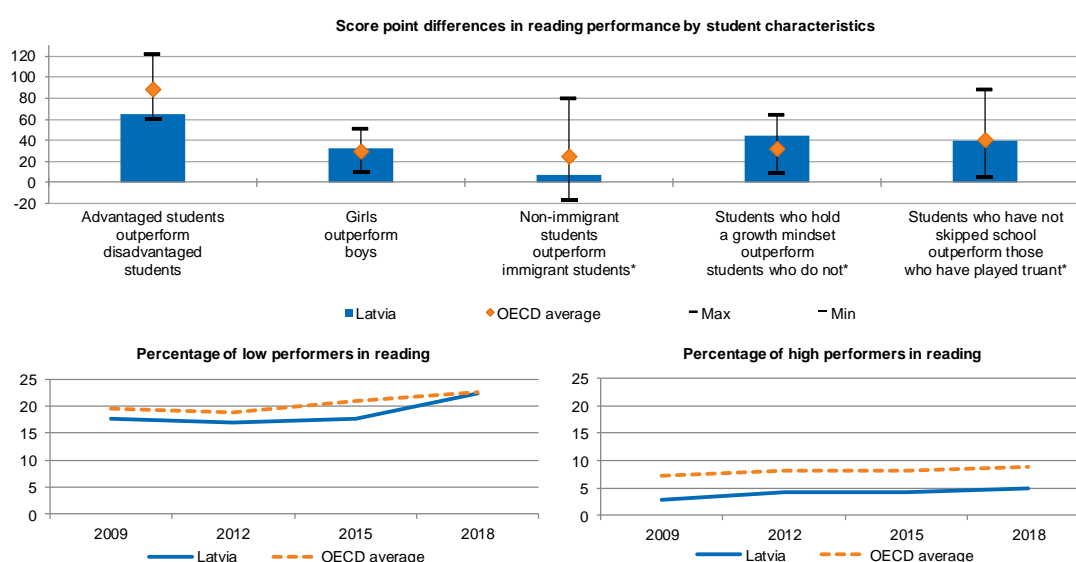 Score point differences in reading performance by student characteristics
120
100
80
60
40
20
0
-20
Advantaged students
outperform
disadvantaged
students
Girls
outperform
boys
Non-immigrant
students
outperform
immigrant students*
Students who hold
a growth mindset
outperform
students who do not*
Students who have not
skipped school
outperform those
who have played truant*
Latvia
OECD average
Max
Min
Percentage of low performers in reading
25
20
15
10
5
0
2009
2012
2015
2018
Latvia
OECD average
Percentage of high performers in reading
25
20
15
10
5
0
2009
2012
2015
2018
Latvia
OECD average